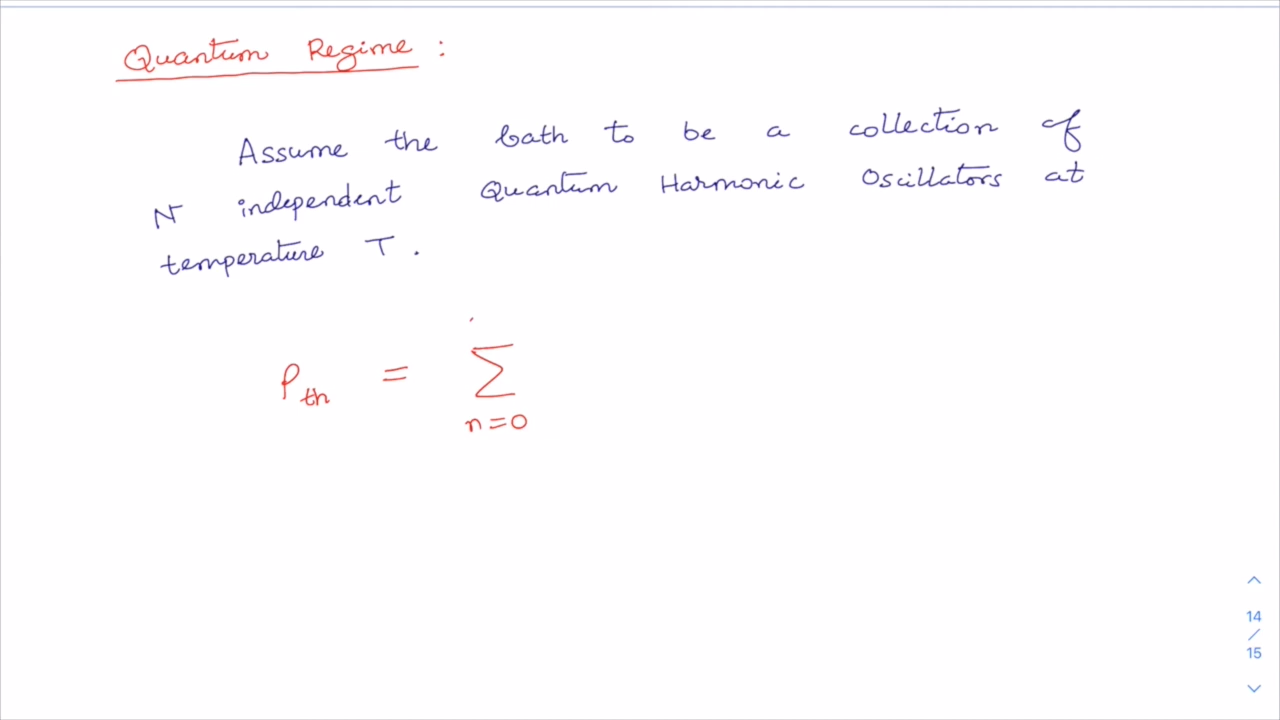 Quantum Regime :
Assume the bath to be a collection of
N independent Quantum Harmonic Oscillators at
temperature T .
ρth = Σ
n=0
14
/
15